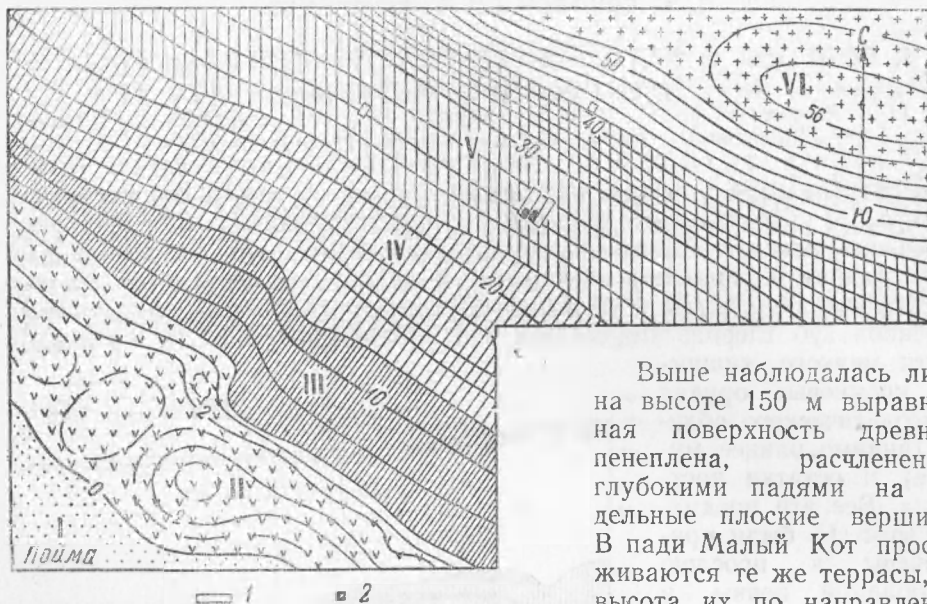 50
С
VI
56
40
V
30
Ю
IV
20
III
10
2
II
2
0
I
Пойма
1
2
Выше наблюдалась ли
на высоте 150 м выравн
ная поверхность древн
пенеплена, расчленен
глубокими падями на
дельные плоские верши
В пади Малый Кот прос
живаются те же террасы,
высота их по направлен